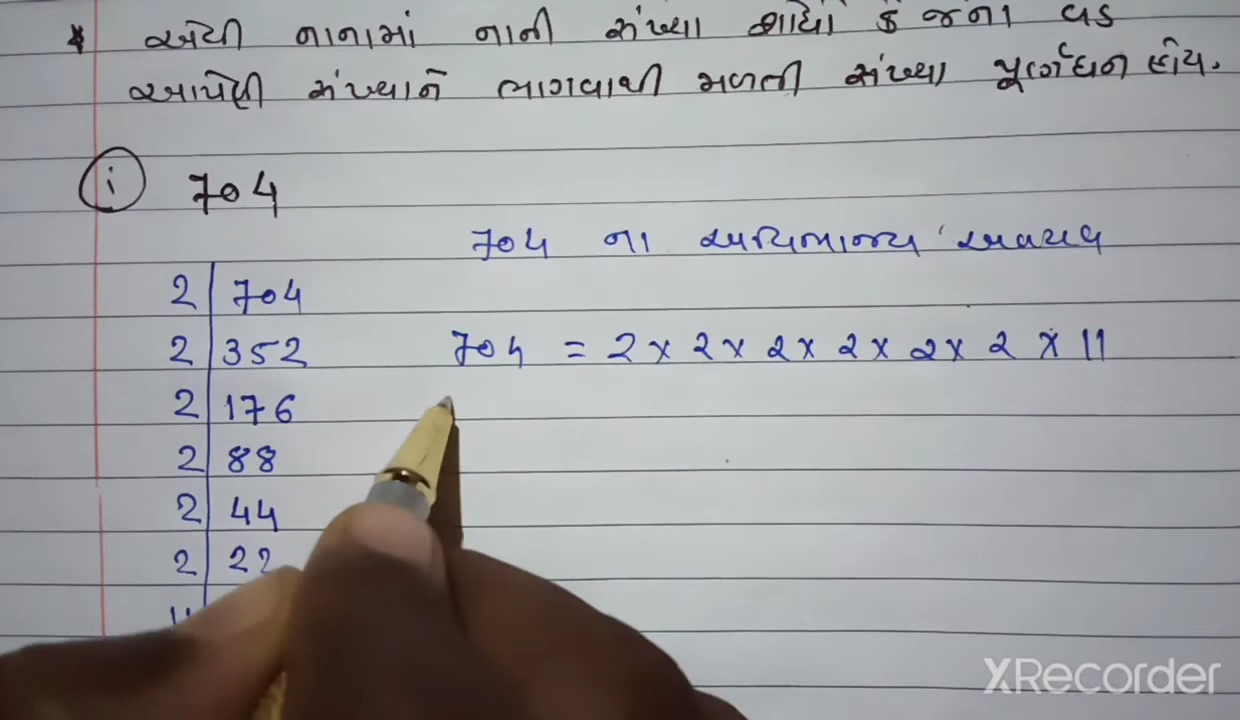 * એવી નાનામાં નાની સંખ્યા શોધો કે જેના વડે
આપેલી સંખ્યાને ભાગવાથી મળતી સંખ્યા પૂર્ણઘન હોય.
i 704
704 ના અવિભાજ્ય અવયવ
2 704
2 352
704 = 2 x 2 x 2 x 2 x 2 x 2 x 11
2 176
2 88
2 44
2 22
11
XRecorder